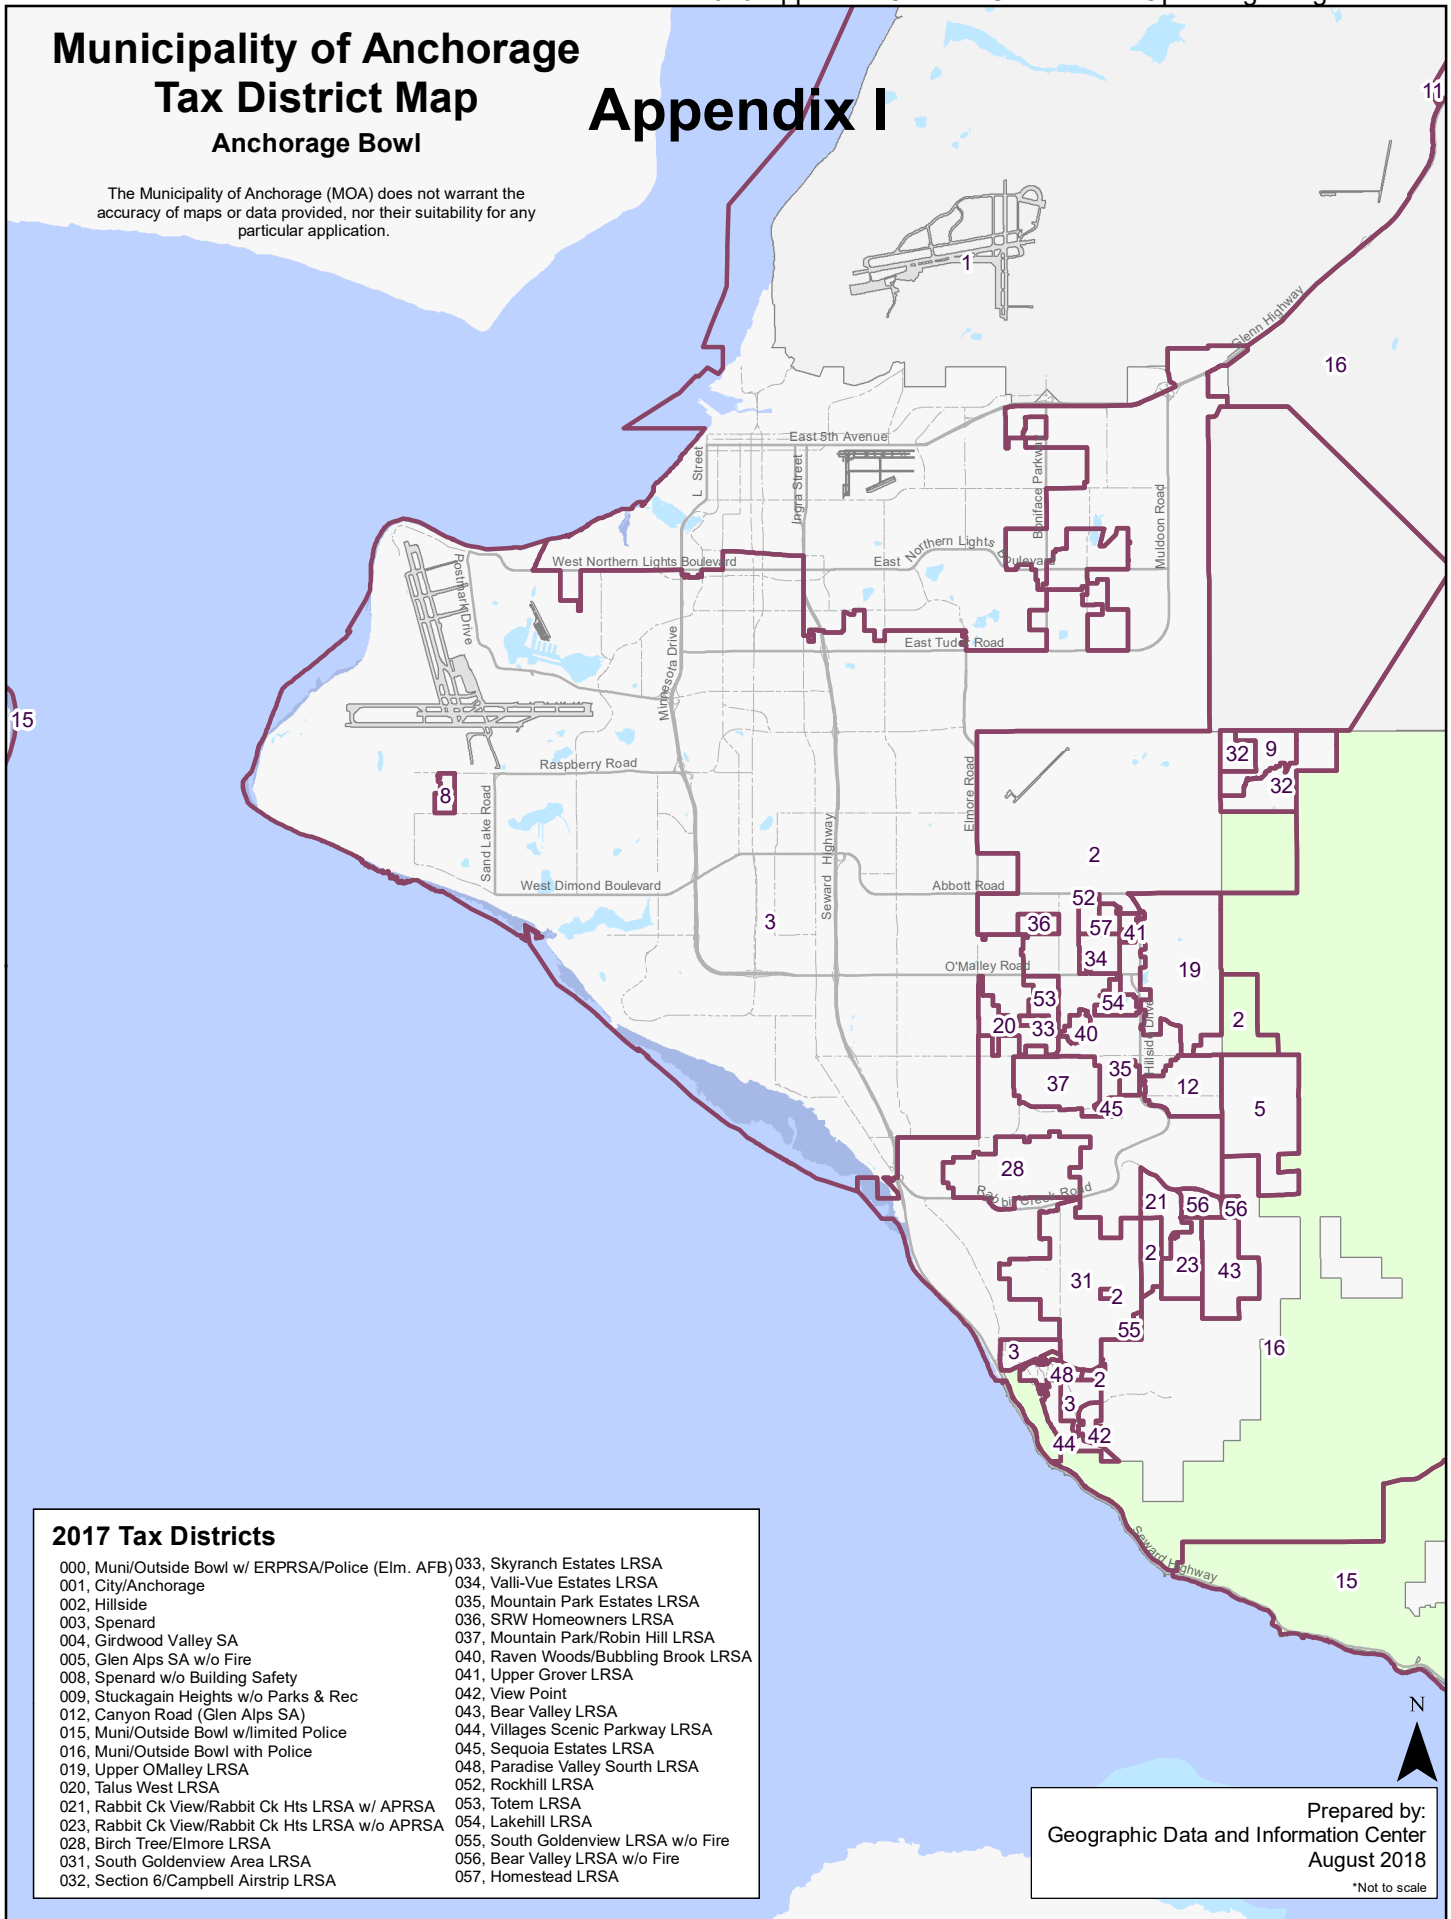 Municipality of Anchorage
Tax District Map
Anchorage Bowl
Appendix I
The Municipality of Anchorage (MOA) does not warrant the
accuracy of maps or data provided, nor their suitability for any
particular application.
11
1
Glenn Highway
16
East 5th Avenue
L Street
Ingra Street
Boniface Parkway
Muldoon Road
West Northern Lights Boulevard
East Northern Lights Boulevard
Postmark Drive
East Tudor Road
Minnesota Drive
15
Raspberry Road
8
Sand Lake Road
Elmore Road
Seward Highway
32
9
32
2
West Dimond Boulevard
Abbott Road
3
52
36
57
41
34
O'Malley Road
19
53
54
20
33
40
2
Hillside Drive
35
37
12
45
5
28
Rabbit Creek Road
21
56
56
2
31
23
43
2
55
3
16
48
2
3
42
44
Seward Highway
15
2017 Tax Districts
000, Muni/Outside Bowl w/ ERPRSA/Police (Elm. AFB)
001, City/Anchorage
002, Hillside
003, Spenard
004, Girdwood Valley SA
005, Glen Alps SA w/o Fire
008, Spenard w/o Building Safety
009, Stuckagain Heights w/o Parks & Rec
012, Canyon Road (Glen Alps SA)
015, Muni/Outside Bowl w/limited Police
016, Muni/Outside Bowl with Police
019, Upper OMalley LRSA
020, Talus West LRSA
021, Rabbit Ck View/Rabbit Ck Hts LRSA w/ APRSA
023, Rabbit Ck View/Rabbit Ck Hts LRSA w/o APRSA
028, Birch Tree/Elmore LRSA
031, South Goldenview Area LRSA
032, Section 6/Campbell Airstrip LRSA
033, Skyranch Estates LRSA
034, Valli-Vue Estates LRSA
035, Mountain Park Estates LRSA
036, SRW Homeowners LRSA
037, Mountain Park/Robin Hill LRSA
040, Raven Woods/Bubbling Brook LRSA
041, Upper Grover LRSA
042, View Point
043, Bear Valley LRSA
044, Villages Scenic Parkway LRSA
045, Sequoia Estates LRSA
048, Paradise Valley Sourth LRSA
052, Rockhill LRSA
053, Totem LRSA
054, Lakehill LRSA
055, South Goldenview LRSA w/o Fire
056, Bear Valley LRSA w/o Fire
057, Homestead LRSA
N
Prepared by:
Geographic Data and Information Center
August 2018
*Not to scale